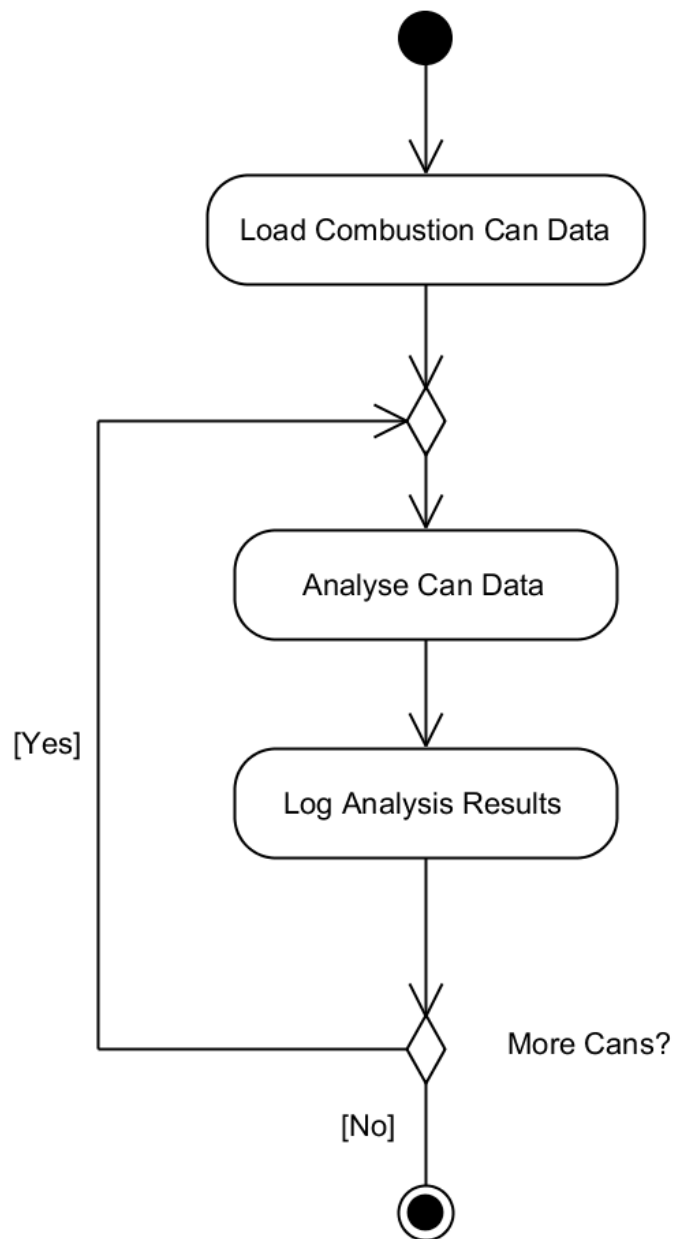 Load Combustion Can Data
Analyse Can Data
[Yes]
Log Analysis Results
More Cans?
[No]